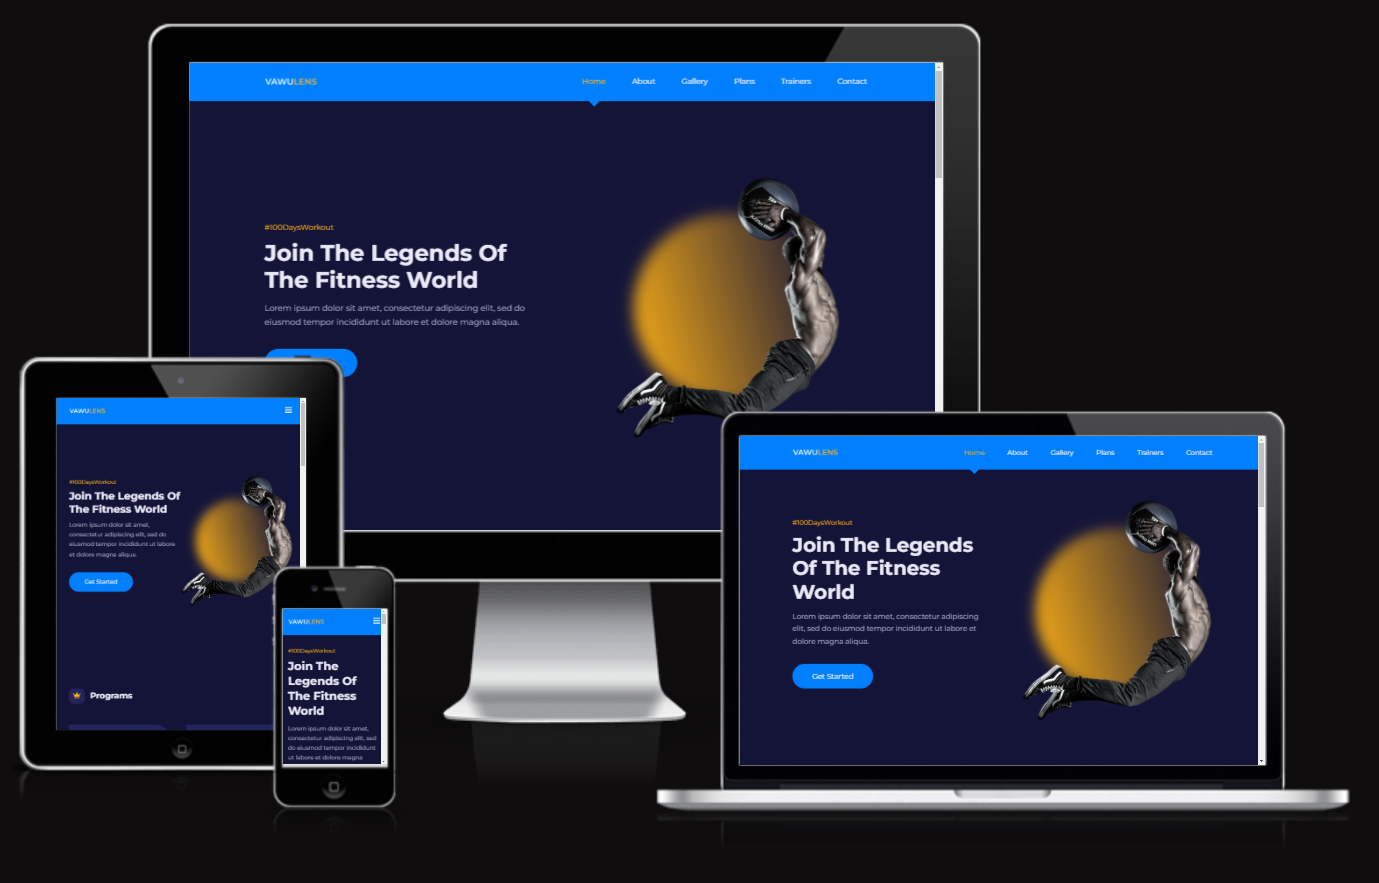 VAWULENS
Home About Gallery Plans Trainers Contact
#100DaysWorkout
Join The Legends Of
The Fitness World
Lorem ipsum dolor sit amet, consectetur adipiscing elit, sed do
eiusmod tempor incididunt ut labore et dolore magna aliqua.
VAWULENS
#100DaysWorkout
Join The Legends Of
The Fitness World
Lorem ipsum dolor sit amet,
consectetur adipiscing elit, sed do
eiusmod tempor incididunt ut labore
et dolore magna aliqua.
Get Started
Programs
VAWULENS
#100DaysWorkout
Join The
Legends Of
The Fitness
World
Lorem ipsum dolor sit amet,
consectetur adipiscing elit, sed
do eiusmod tempor incididunt
ut labore et dolore magna
VAWULENS
Home About Gallery Plans Trainers Contact
#100DaysWorkout
Join The Legends
Of The Fitness
World
Lorem ipsum dolor sit amet, consectetur adipiscing
elit, sed do eiusmod tempor incididunt ut labore et
dolore magna aliqua.
Get Started